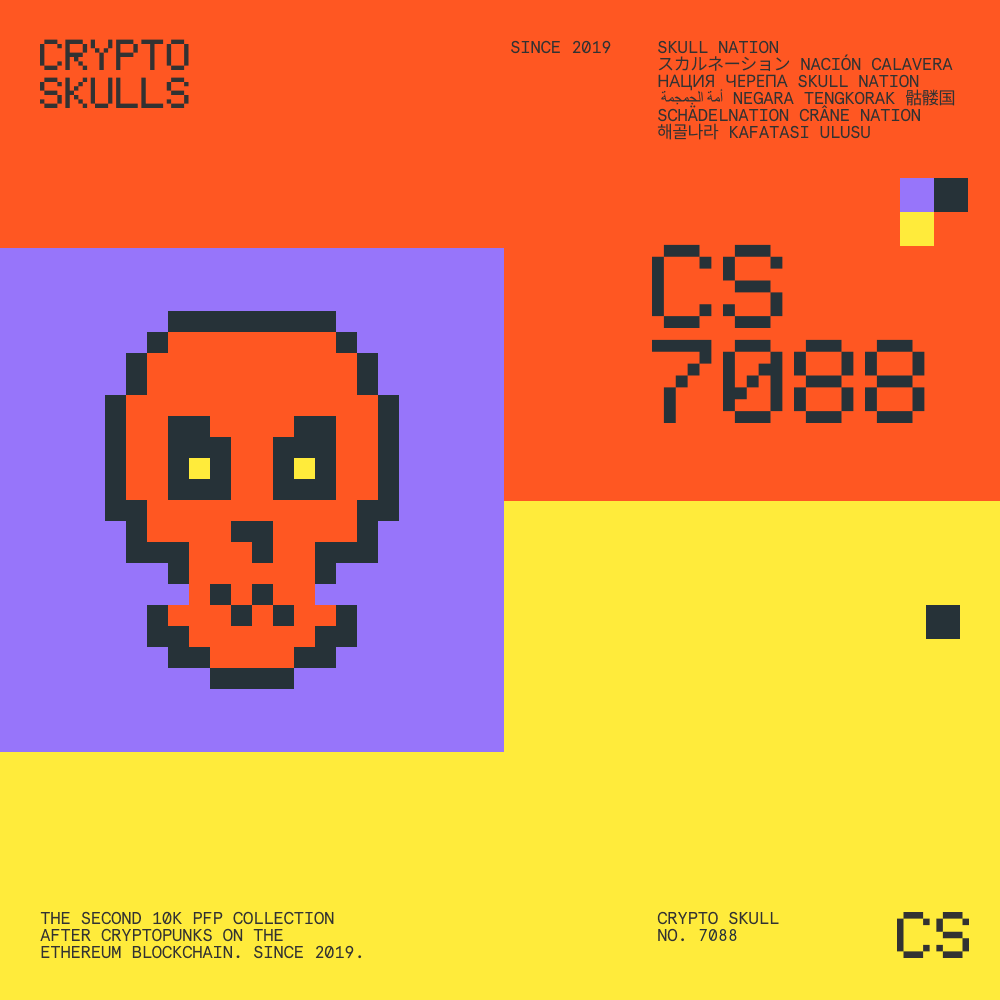 CRYPTO
SKULLS
SINCE 2019
SKULL NATION
スカルネーション NACIÓN CALAVERA
НАЦИЯ ЧЕРЕПА SKULL NATION
أمة الجمجمة NEGARA TENGKORAK 骷髅国
SCHÄDELNATION CRÂNE NATION
해골나라 KAFATASI ULUSU
CS
7088
THE SECOND 10K PFP COLLECTION
AFTER CRYPTOPUNKS ON THE
ETHEREUM BLOCKCHAIN. SINCE 2019.
CRYPTO SKULL
NO. 7088
CS